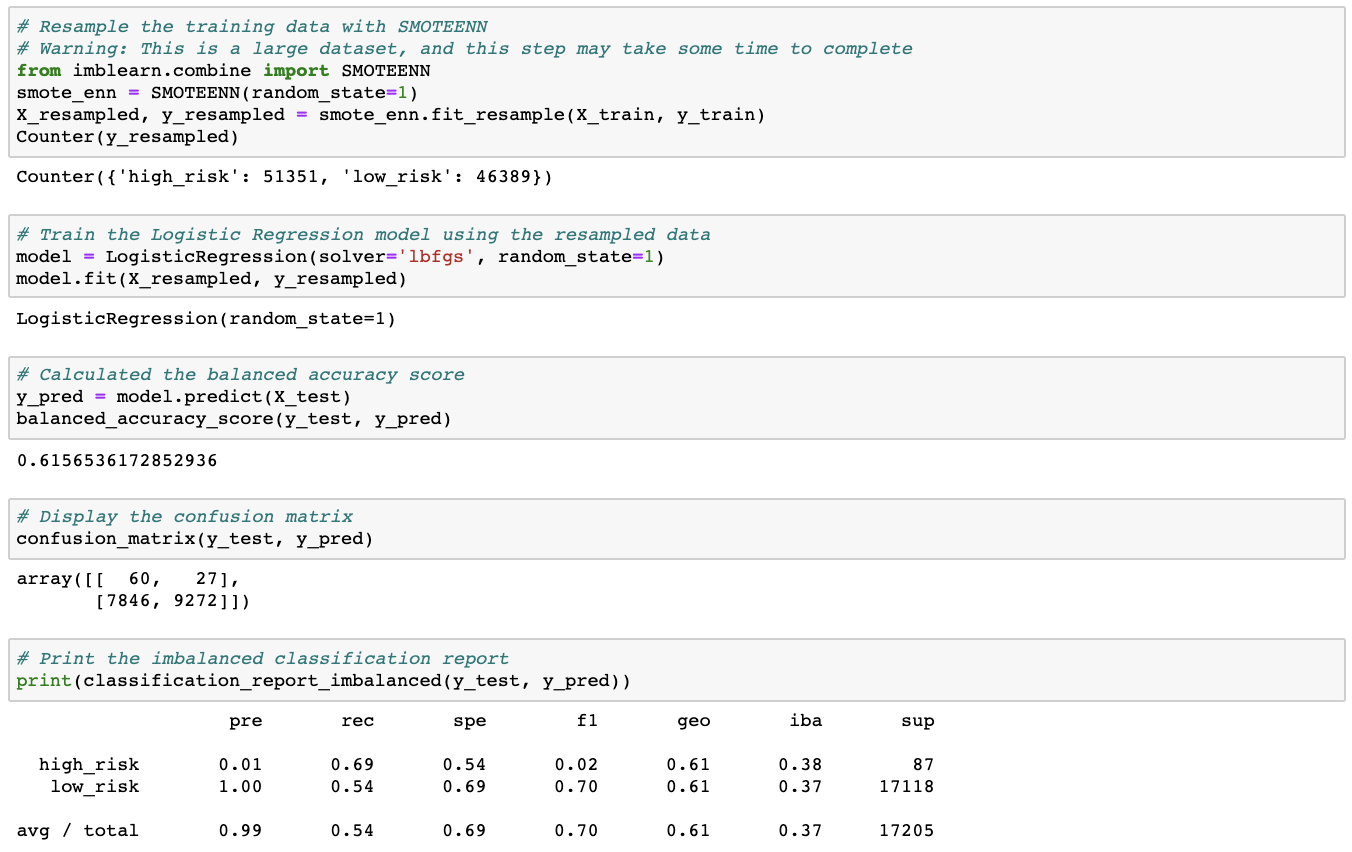 # Resample the training data with SMOTEENN
# Warning: This is a large dataset, and this step may take some time to complete
from imblearn.combine import SMOTEENN
smote_enn = SMOTEENN(random_state=1)
X_resampled, y_resampled = smote_enn.fit_resample(X_train, y_train)
Counter(y_resampled)
Counter({'high_risk': 51351, 'low_risk': 46389})
# Train the Logistic Regression model using the resampled data
model = LogisticRegression(solver='lbfgs', random_state=1)
model.fit(X_resampled, y_resampled)
LogisticRegression(random_state=1)
# Calculated the balanced accuracy score
y_pred = model.predict(X_test)
balanced_accuracy_score(y_test, y_pred)
0.6156536172852936
# Display the confusion matrix
confusion_matrix(y_test, y_pred)
array([[  60,   27],
       [7846, 9272]])
# Print the imbalanced classification report
print(classification_report_imbalanced(y_test, y_pred))
                   pre       rec       spe        f1       geo       iba       sup
  high_risk       0.01      0.69      0.54      0.02      0.61      0.38        87
   low_risk       1.00      0.54      0.69      0.70      0.61      0.37     17118
avg / total       0.99      0.54      0.69      0.70      0.61      0.37     17205